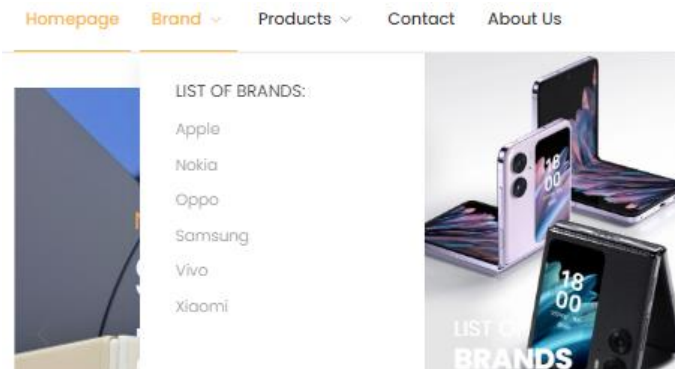 Homepage Brand Products Contact About Us
LIST OF BRANDS:
Apple
Nokia
Oppo
Samsung
Vivo
Xiaomi
18
00
18
00
LIST
BRANDS